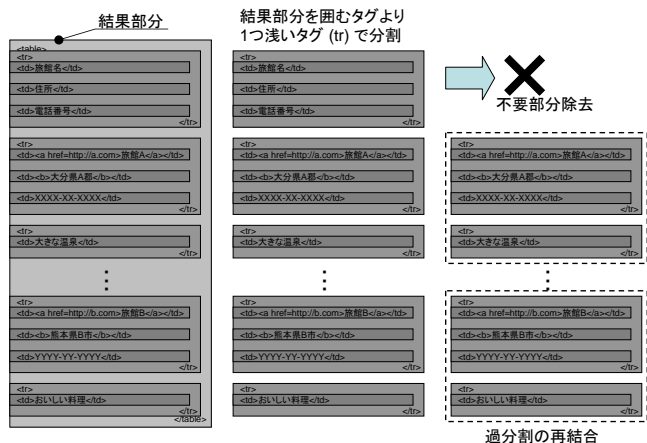 結果部分
<table>
<tr>
<td>旅館名</td>
<td>住所</td>
<td>電話番号</td>
</tr>
<tr>
<td><a href=http://a.com>旅館A</a></td>
<td><b>大分県A郡</b></td>
<td>XXXX-XX-XXXX</td>
</tr>
<tr>
<td>大きな温泉</td>
</tr>
<tr>
<td><a href=http://b.com>旅館B</a></td>
<td><b>熊本県B市</b></td>
<td>YYYY-YY-YYYY</td>
</tr>
<tr>
<td>おいしい料理</td>
</tr>
</table>
結果部分を囲むタグより
1つ浅いタグ (tr) で分割
<tr>
<td>旅館名</td>
<td>住所</td>
<td>電話番号</td>
</tr>
<tr>
<td><a href=http://a.com>旅館A</a></td>
<td><b>大分県A郡</b></td>
<td>XXXX-XX-XXXX</td>
</tr>
<tr>
<td>大きな温泉</td>
</tr>
<tr>
<td><a href=http://b.com>旅館B</a></td>
<td><b>熊本県B市</b></td>
<td>YYYY-YY-YYYY</td>
</tr>
<tr>
<td>おいしい料理</td>
</tr>
不要部分除去
<tr>
<td><a href=http://a.com>旅館A</a></td>
<td><b>大分県A郡</b></td>
<td>XXXX-XX-XXXX</td>
</tr>
<tr>
<td>大きな温泉</td>
</tr>
<tr>
<td><a href=http://b.com>旅館B</a></td>
<td><b>熊本県B市</b></td>
<td>YYYY-YY-YYYY</td>
</tr>
<tr>
<td>おいしい料理</td>
</tr>
過分割の再結合